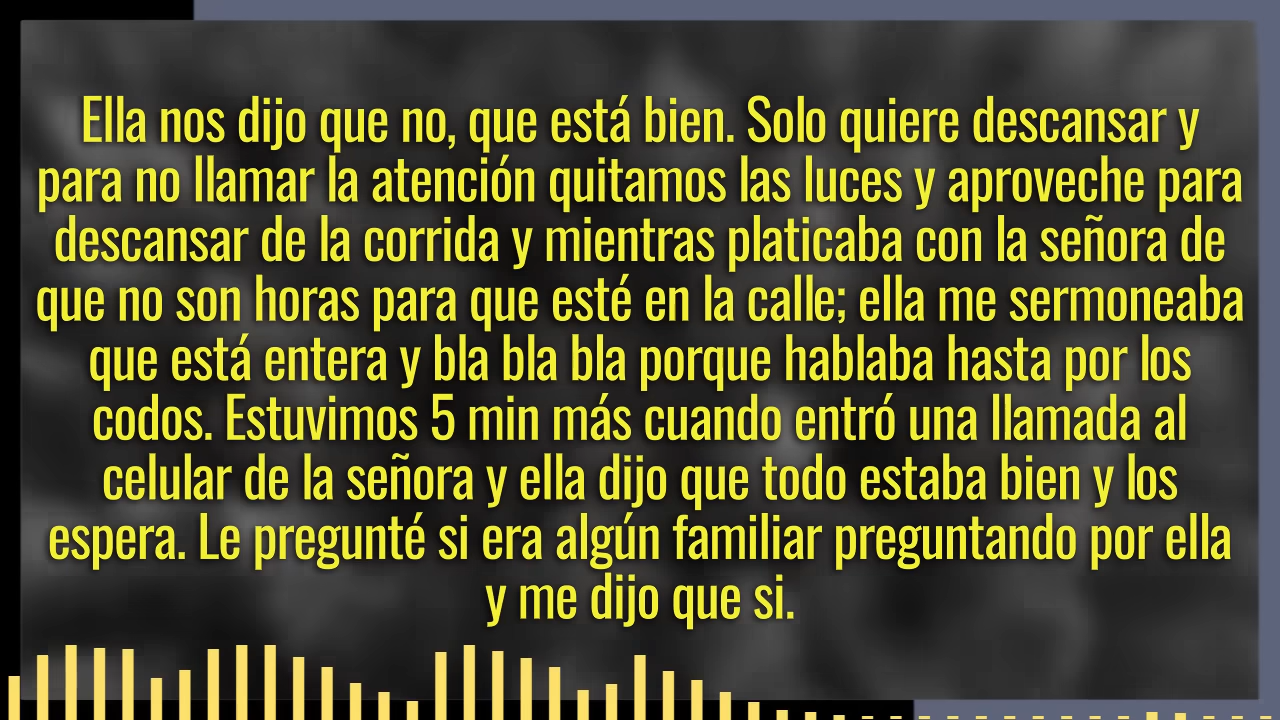 Ella nos dijo que no, que está bien. Solo quiere descansar y
para no llamar la atención quitamos las luces y aproveche para
descansar de la corrida y mientras platicaba con la señora de
que no son horas para que esté en la calle; ella me sermoneaba
que está entera y bla bla bla porque hablaba hasta por los
codos. Estuvimos 5 min más cuando entró una llamada al
celular de la señora y ella dijo que todo estaba bien y los
espera. Le pregunté si era algún familiar preguntando por ella
y me dijo que si.